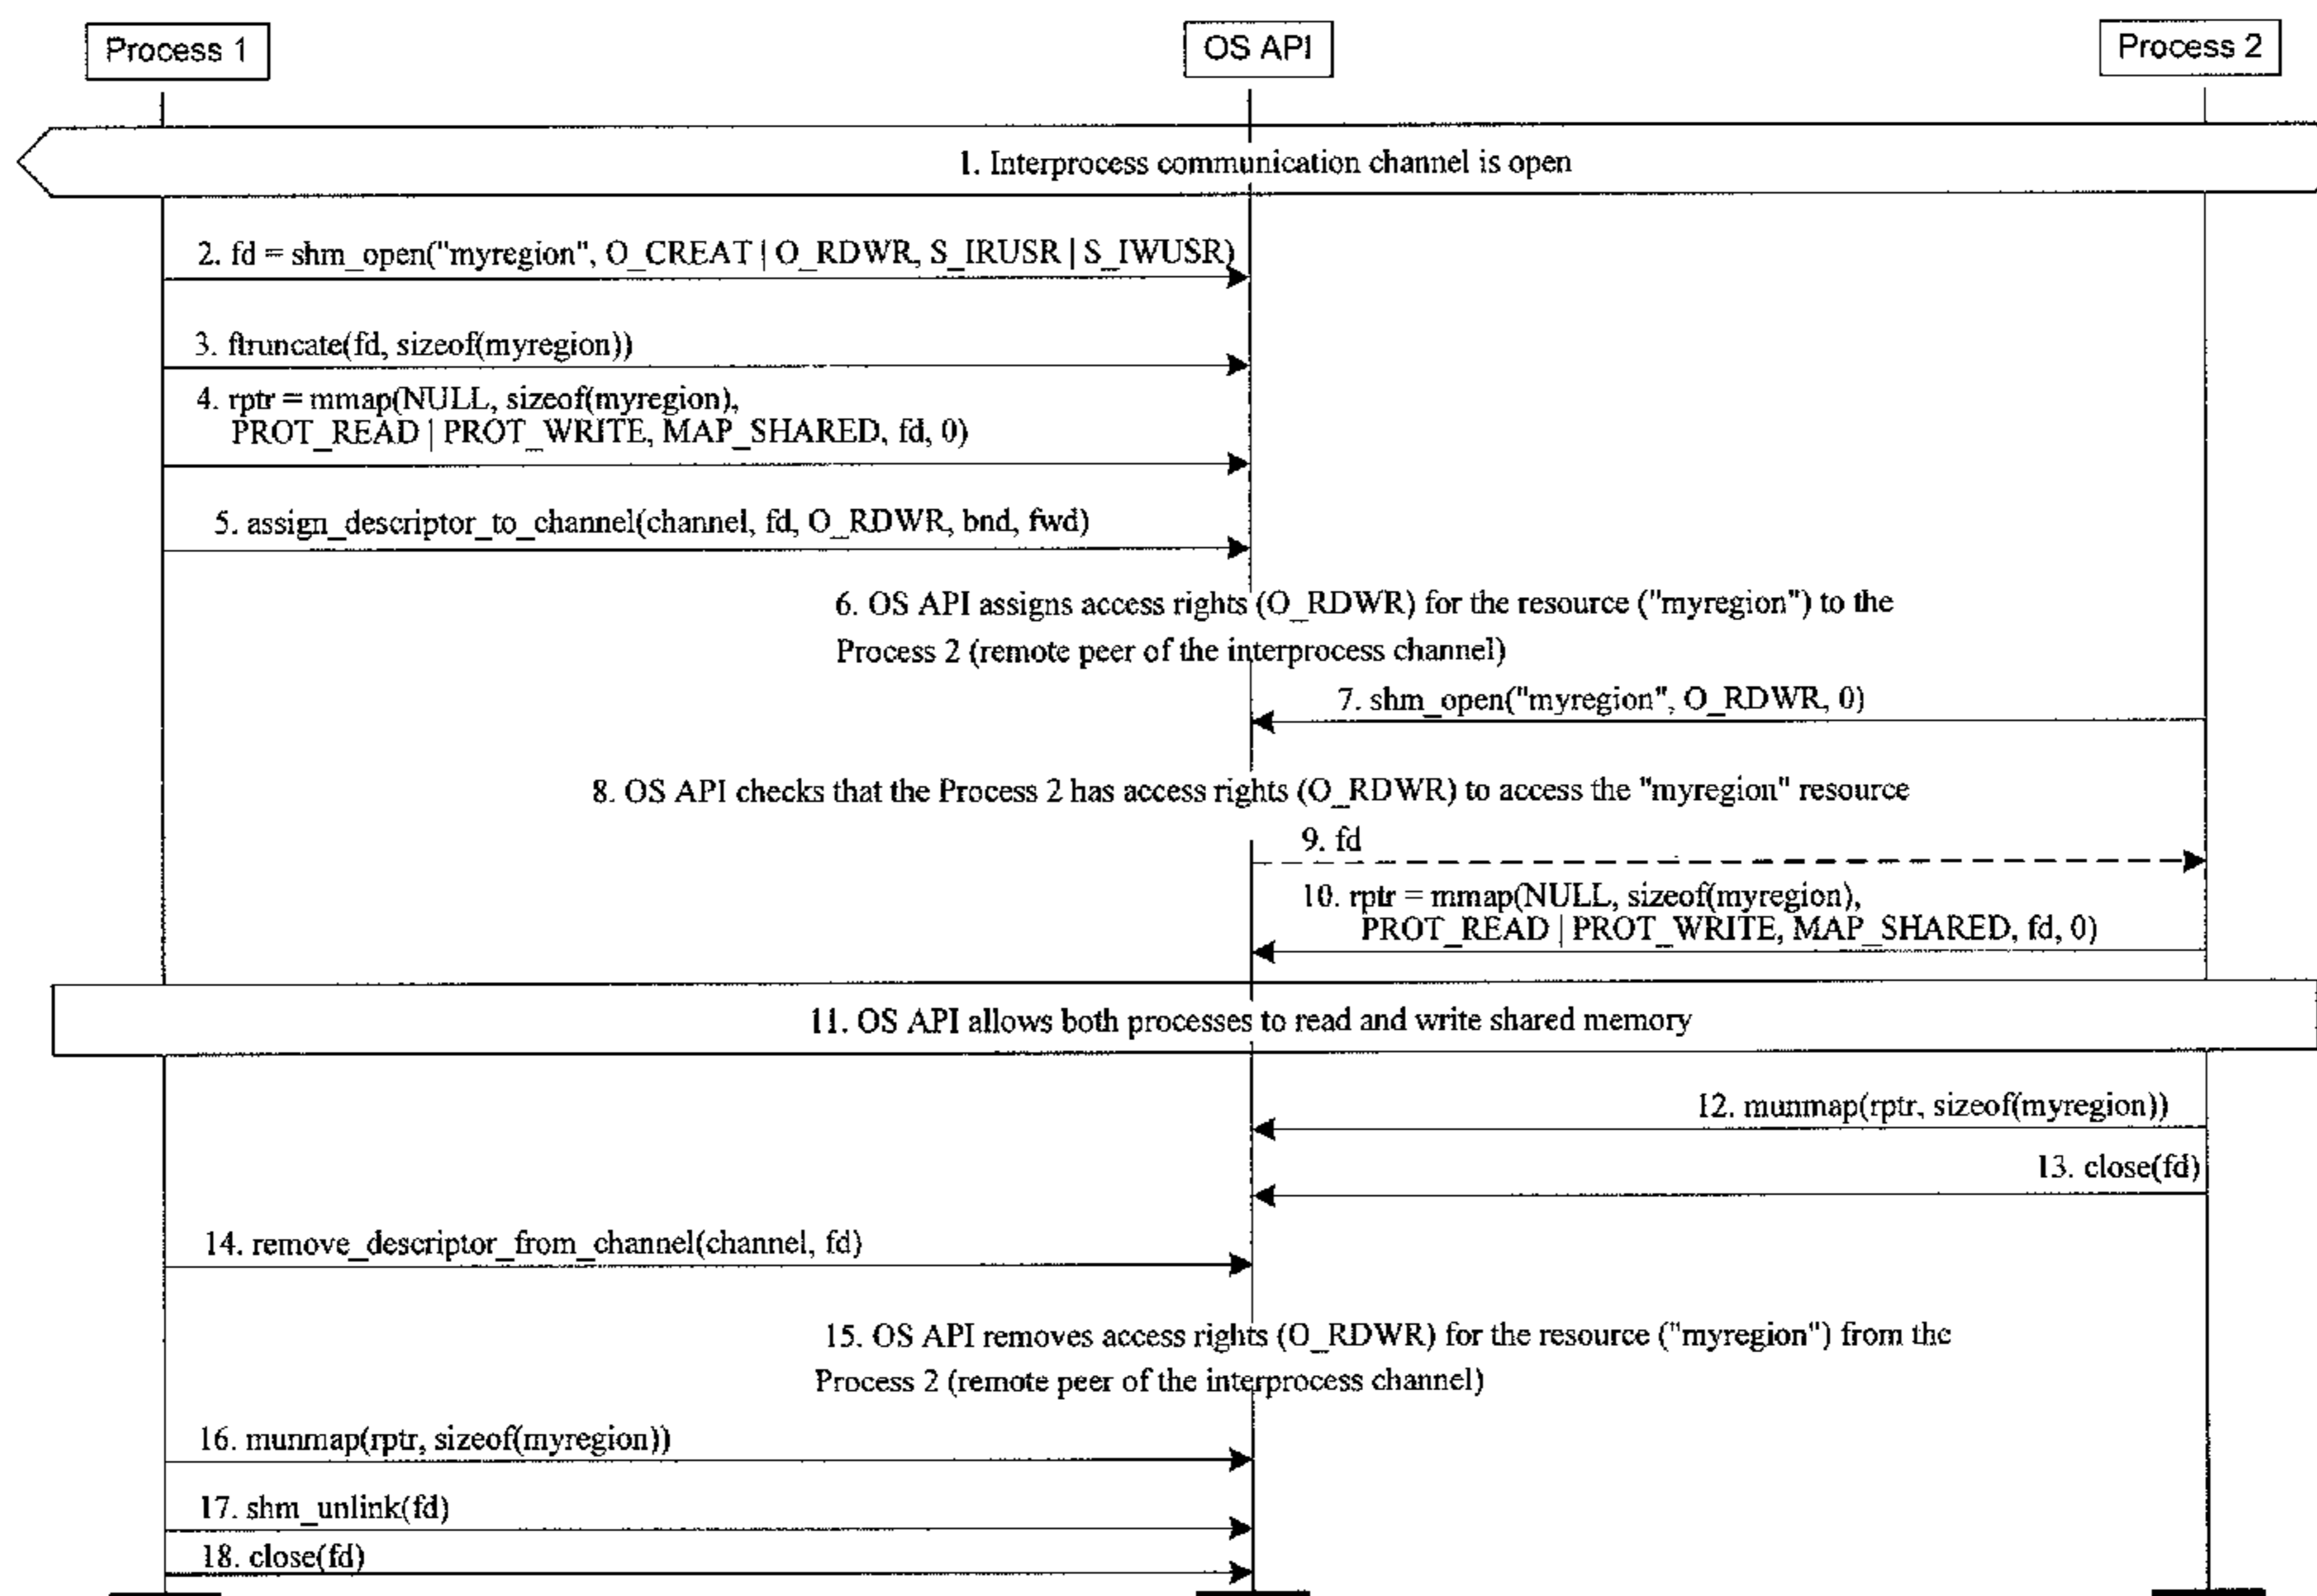 Process 1
OS API
Process 2
1. Interprocess communication channel is open
2. fd = shm_open("myregion", O_CREAT | O_RDWR, S_IRUSR | S_IWUSR)
3. ftruncate(fd, sizeof(myregion))
4. rptr = mmap(NULL, sizeof(myregion),
PROT_READ | PROT_WRITE, MAP_SHARED, fd, 0)
5. assign_descriptor_to_channel(channel, fd, O_RDWR, bnd, fwd)
6. OS API assigns access rights (O_RDWR) for the resource ("myregion") to the
Process 2 (remote peer of the interprocess channel)
7. shm_open("myregion", O_RDWR, 0)
8. OS API checks that the Process 2 has access rights (O_RDWR) to access the "myregion" resource
9. fd
10. rptr = mmap(NULL, sizeof(myregion),
PROT_READ | PROT_WRITE, MAP_SHARED, fd, 0)
11. OS API allows both processes to read and write shared memory
12. munmap(rptr, sizeof(myregion))
13. close(fd)
14. remove_descriptor_from_channel(channel, fd)
15. OS API removes access rights (O_RDWR) for the resource ("myregion") from the
Process 2 (remote peer of the interprocess channel)
16. munmap(rptr, sizeof(myregion))
17. shm_unlink(fd)
18. close(fd)